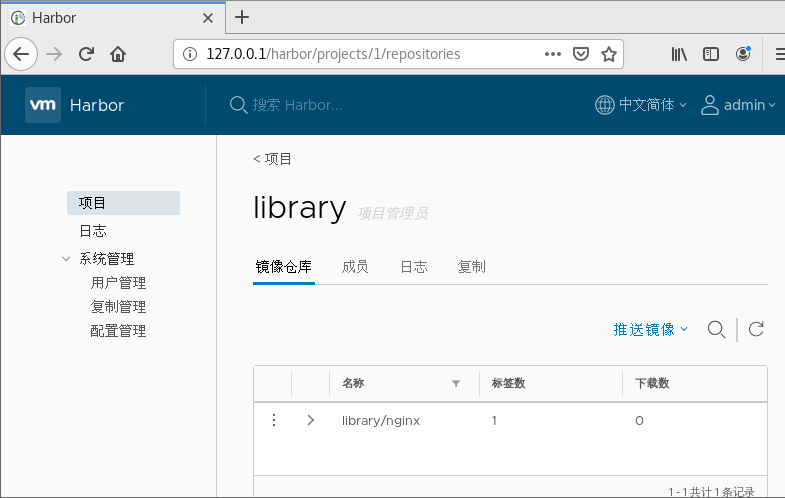 Harbor
127.0.0.1/harbor/projects/1/repositories
vm Harbor 搜索 Harbor... 中文简体 admin
< 项目
项目
library 项目管理员
日志
系统管理
用户管理
复制管理
配置管理
镜像仓库 成员 日志 复制
推送镜像
名称 标签数 下载数
library/nginx 1 0
1 - 1 共计 1 条记录